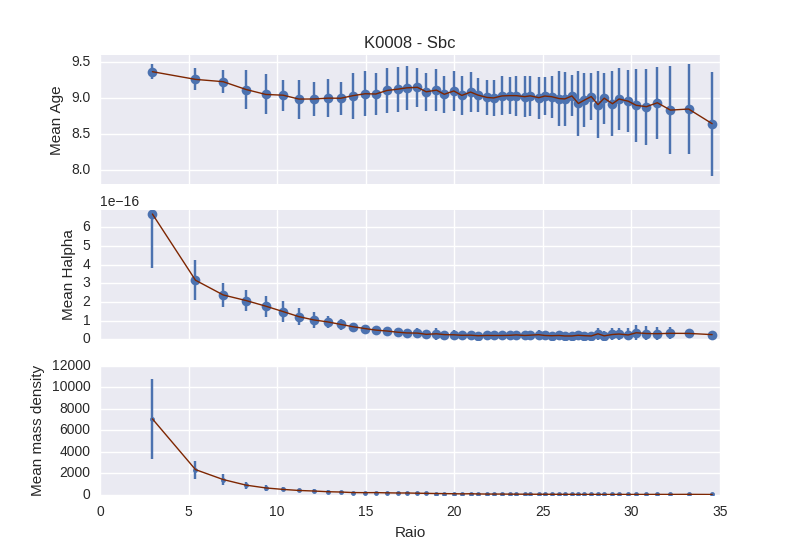 K0008 - Sbc
9.5
9.0
8.5
8.0
Mean Age
1e−16
6
5
4
3
2
1
0
Mean Halpha
12000
10000
8000
6000
4000
2000
0
Mean mass density
0 5 10 15 20 25 30 35
Raio